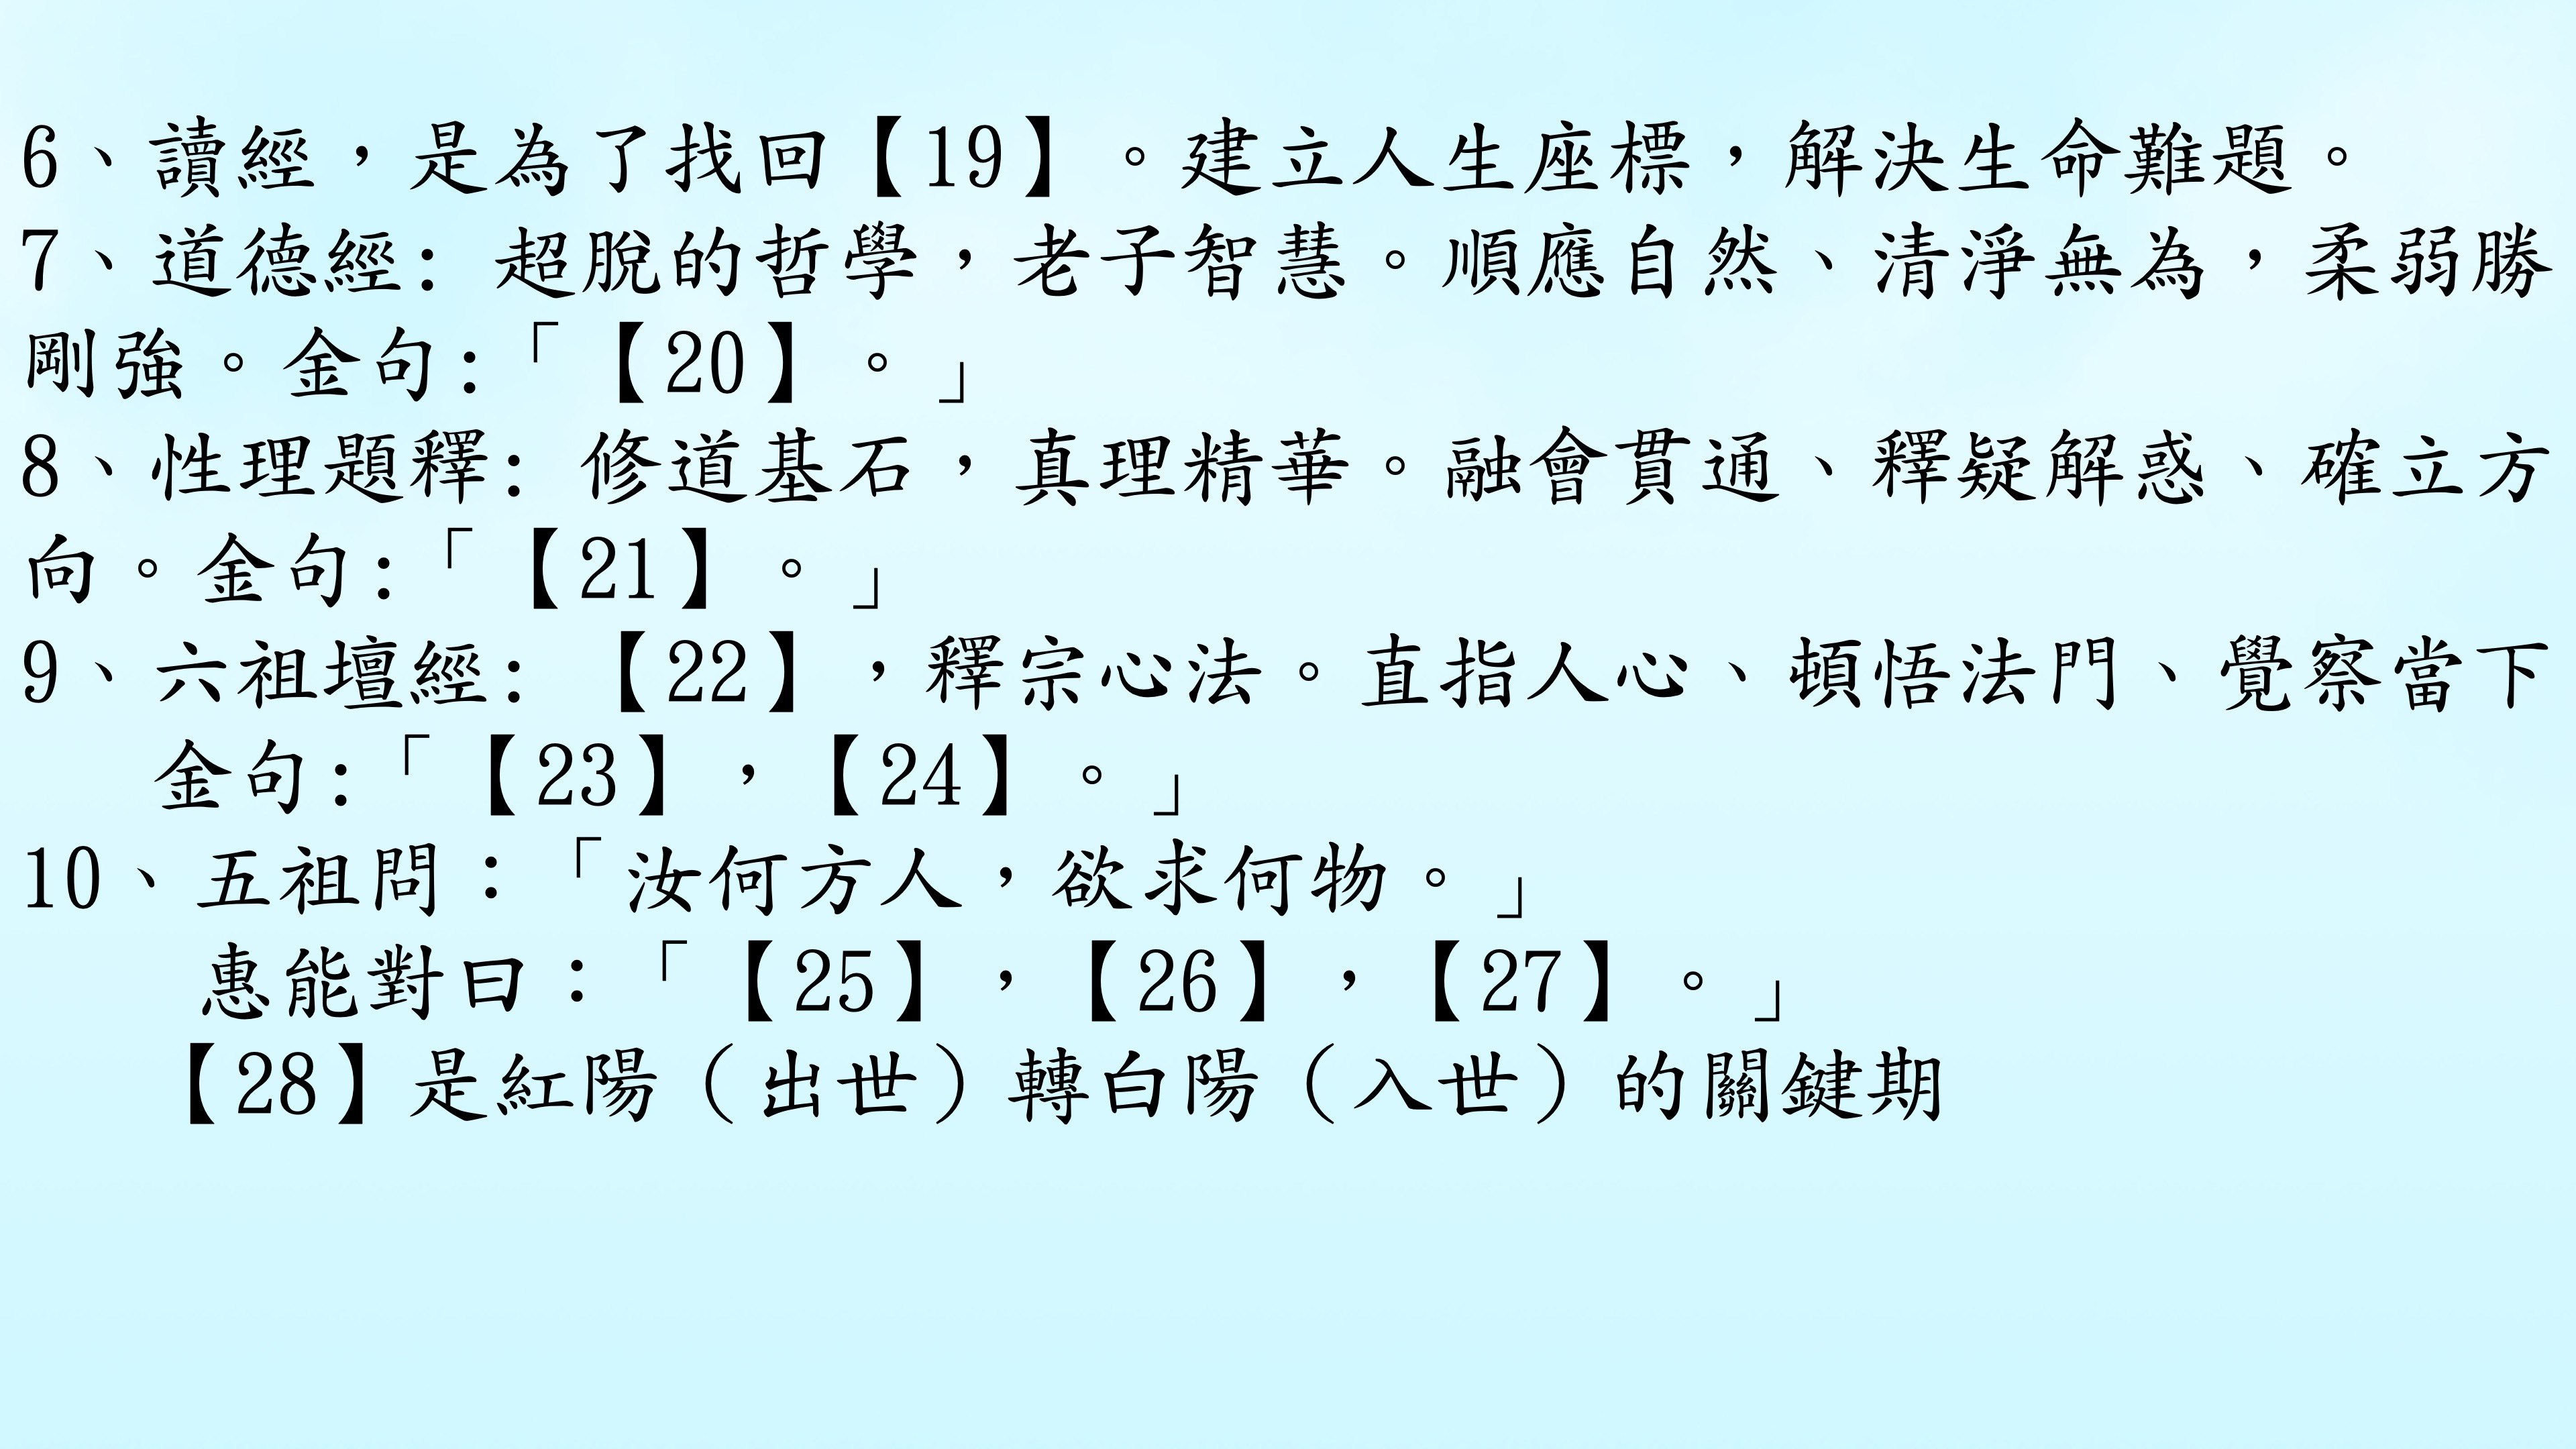 6、讀經，是為了找回【19】。建立人生座標，解決生命難題。
7、道德經: 超脫的哲學，老子智慧。順應自然、清淨無為，柔弱勝
剛強。金句:「【20】。」
8、性理題釋: 修道基石，真理精華。融會貫通、釋疑解惑、確立方
向。金句:「【21】。」
9、六祖壇經: 【22】，釋宗心法。直指人心、頓悟法門、覺察當下
金句:「【23】，【24】。」
10、五祖問：「汝何方人，欲求何物。」
惠能對曰：「【25】，【26】，【27】。」
【28】是紅陽（出世）轉白陽（入世）的關鍵期